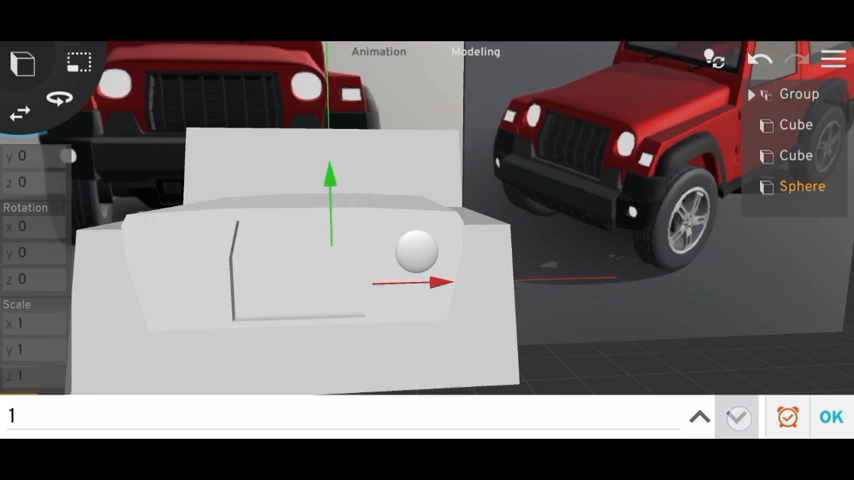 Animation
Modeling
Group
Cube
Cube
Sphere
y 0
z 0
Rotation
x 0
y 0
z 0
Scale
x 1
y 1
z 1
1
OK